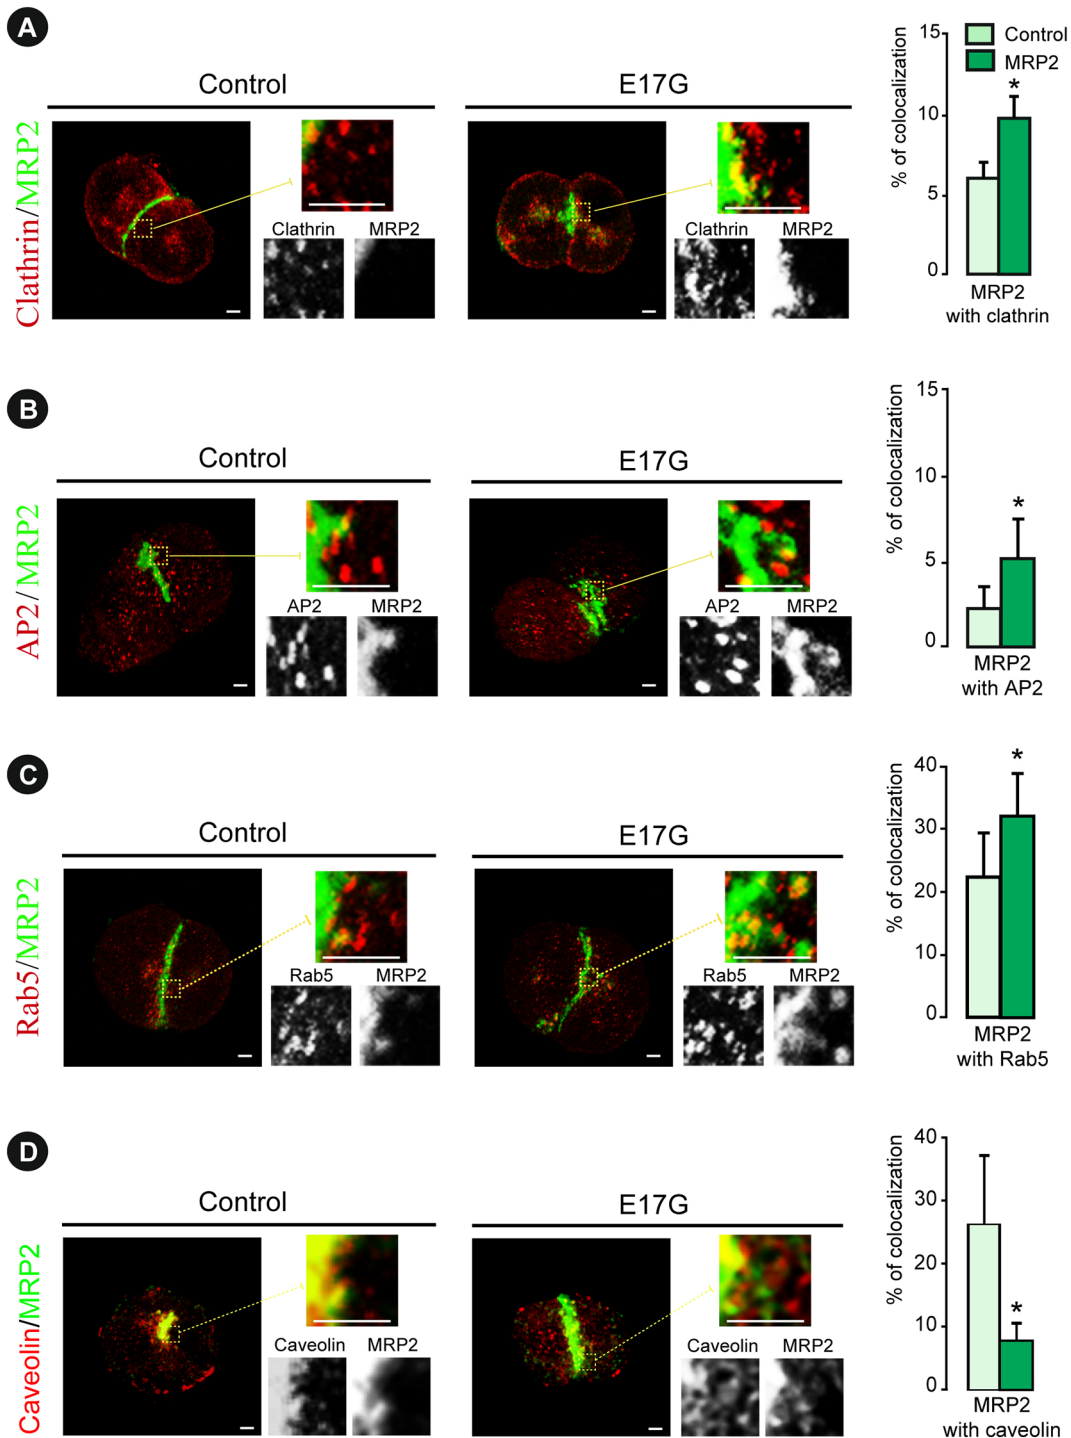 A
Control
E17G
Clathrin/MRP2
Clathrin
MRP2
Clathrin
MRP2
% of colocalization
15
10
5
0
Control
MRP2
*
MRP2
with clathrin
B
Control
E17G
AP2/MRP2
AP2
MRP2
AP2
MRP2
% of colocalization
15
10
5
0
*
MRP2
with AP2
C
Control
E17G
Rab5/MRP2
Rab5
MRP2
Rab5
MRP2
% of colocalization
40
30
20
10
0
*
MRP2
with Rab5
D
Control
E17G
Caveolin/MRP2
Caveolin
MRP2
Caveolin
MRP2
% of colocalization
40
30
20
10
0
*
MRP2
with caveolin